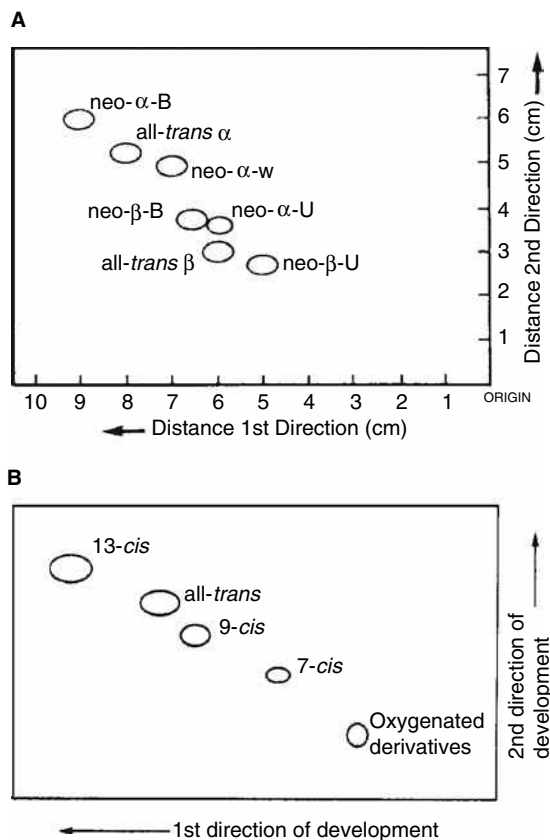 A
neo-α-B
all-trans α
neo-α-w
neo-β-B
neo-α-U
all-trans β
neo-β-U
7
6
5
4
3
2
1
Distance 2nd Direction (cm)
10 9 8 7 6 5 4 3 2 1 ORIGIN
Distance 1st Direction (cm)
B
13-cis
all-trans
9-cis
7-cis
Oxygenated
derivatives
2nd direction of
development
1st direction of development